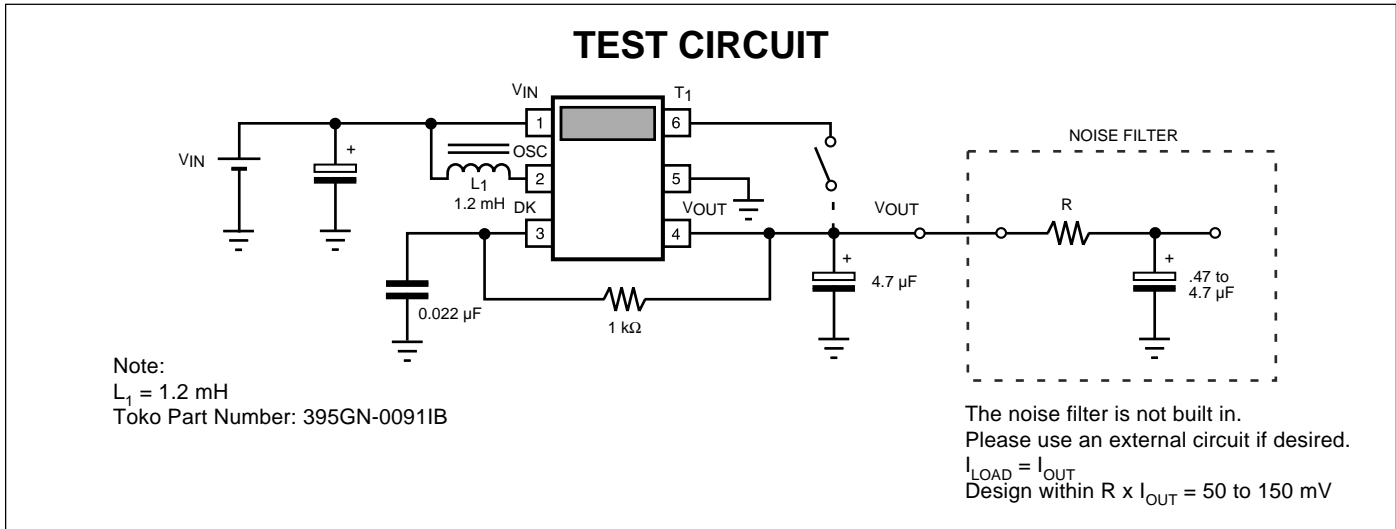 TEST CIRCUIT
VIN
T1
1
6
NOISE FILTER
VIN
+
OSC
2
5
L1
1.2 mH
DK
VOUT
VOUT
R
3
4
+
4.7 µF
+
.47 to
4.7 µF
0.022 µF
1 kΩ
Note:
L1 = 1.2 mH
Toko Part Number: 395GN-0091IB
The noise filter is not built in.
Please use an external circuit if desired.
ILOAD = IOUT
Design within R x IOUT = 50 to 150 mV